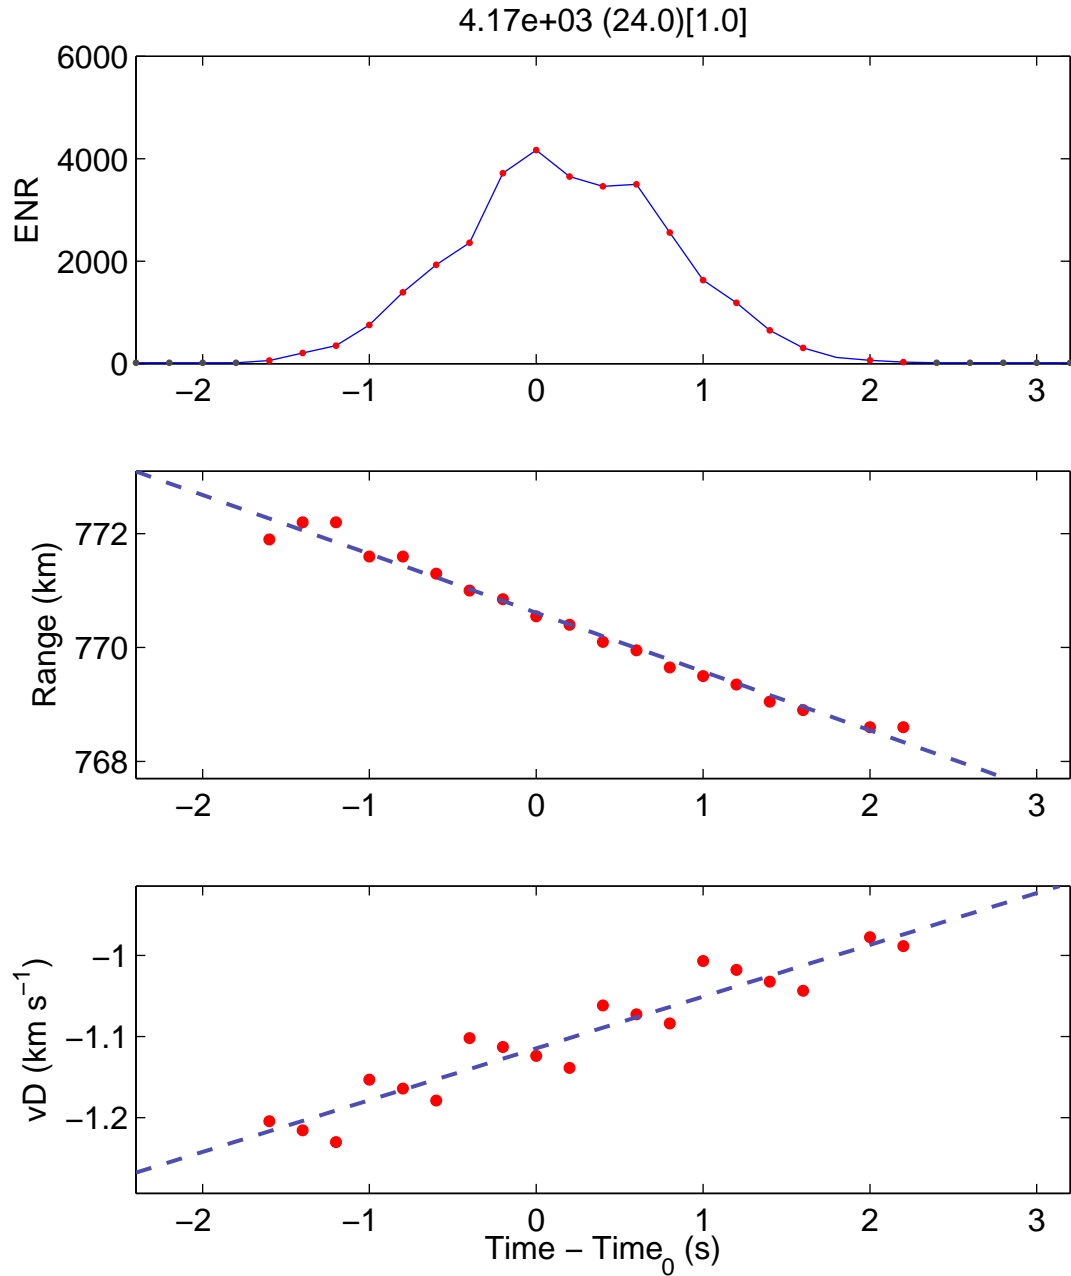 4.17e+03 (24.0)[1.0]
6000
4000
2000
0
ENR
−2 −1 0 1 2 3
772
770
768
Range (km)
−2 −1 0 1 2 3
−1
−1.1
−1.2
vD (km s−1)
−2 −1 0 1 2 3
Time − Time0 (s)